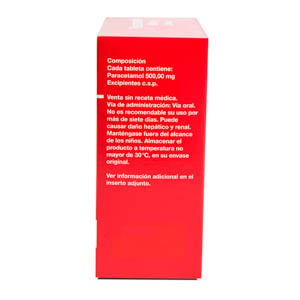 Composición
Cada tableta contiene:
Paracetamol 500,00 mg
Excipientes c.s.p.
Venta sin receta médica.
Vía de administración: Vía oral.
No es recomendable su uso por
más de siete días. Puede
causar daño hepático y renal.
Manténgase fuera del alcance
de los niños. Almacenar el
producto a temperatura no
mayor de 30°C, en su envase
original.
Ver información adicional en el
inserto adjunto.